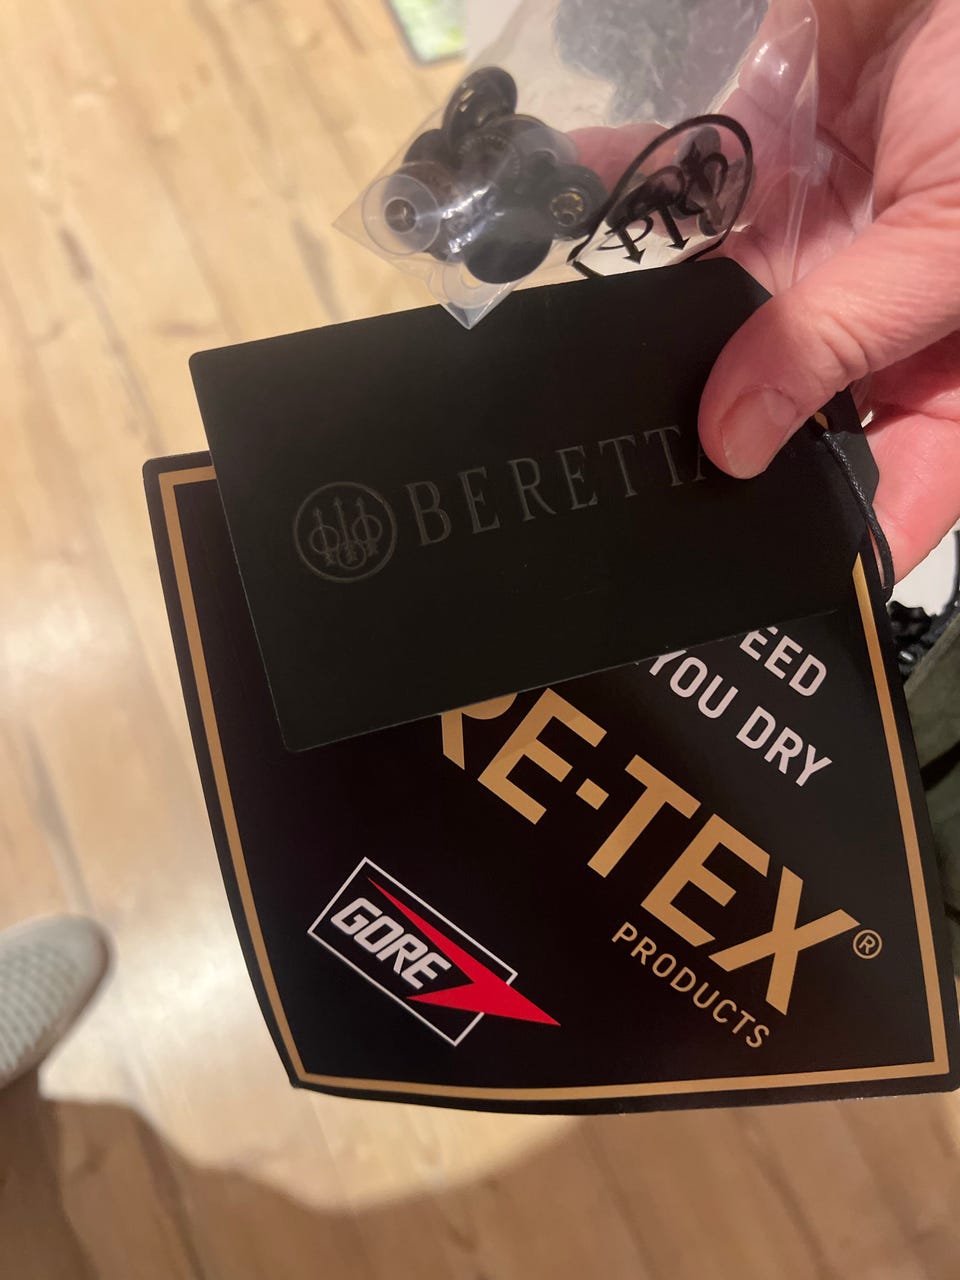 BERETTA
EED
YOU DRY
RE-TEX®
PRODUCTS
GORE